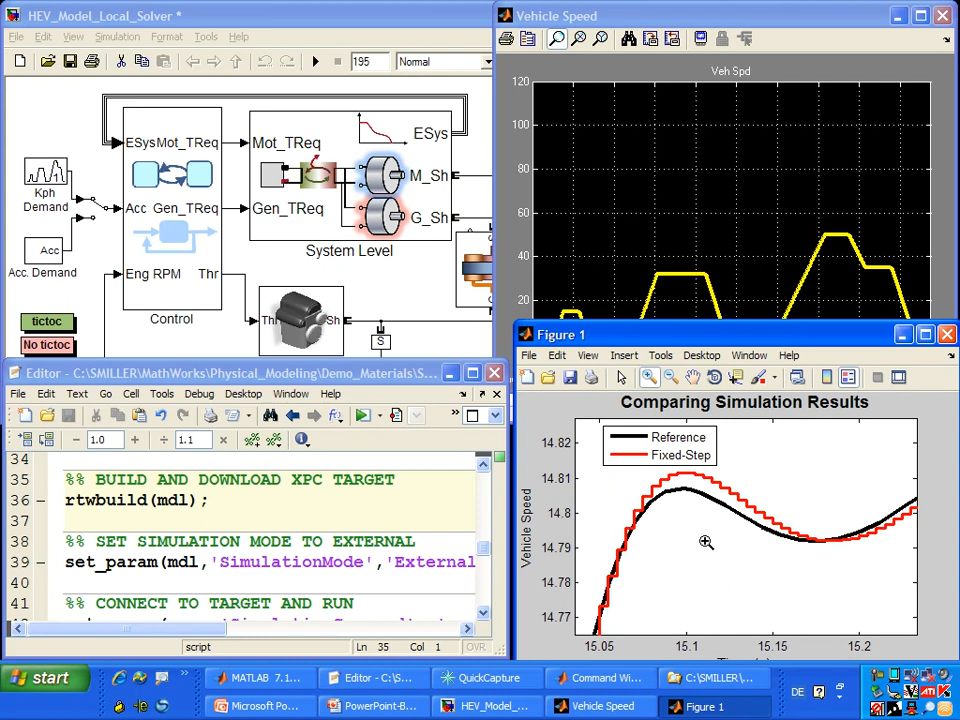 HEV_Model_Local_Solver *
File Edit View Simulation Format Tools Help
195 Normal
ESys Mot_TReq
Mot_TReq
ESys
M_Sh
Kph
Demand
Acc Gen_TReq
Gen_TReq
G_Sh
Acc
Acc. Demand
System Level
Eng RPM Thr
Control
Thr Sh
S
tictoc
No tictoc
Vehicle Speed
Veh Spd
120
100
80
60
40
20
Editor - C:\SMILLER\MathWorks\Physical_Modeling\Demo_Materials\S...
File Edit Text Go Cell Tools Debug Desktop Window Help
− 1.0 + ÷ 1.1 ×
34
35 %% BUILD AND DOWNLOAD XPC TARGET
36 – rtwbuild(mdl);
37
38 %% SET SIMULATION MODE TO EXTERNAL
39 – set_param(mdl,'SimulationMode','External
40
41 %% CONNECT TO TARGET AND RUN
script Ln 35 Col 1 OVR
Figure 1
File Edit View Insert Tools Desktop Window Help
Comparing Simulation Results
Reference
Fixed-Step
Vehicle Speed
14.82
14.81
14.8
14.79
14.78
14.77
15.05 15.1 15.15 15.2
start
MATLAB 7.1... Editor - C:\S... QuickCapture Command Wi... C:\SMILLER\...
Microsoft Po... PowerPoint-B... HEV_Model_... Vehicle Speed Figure 1
DE